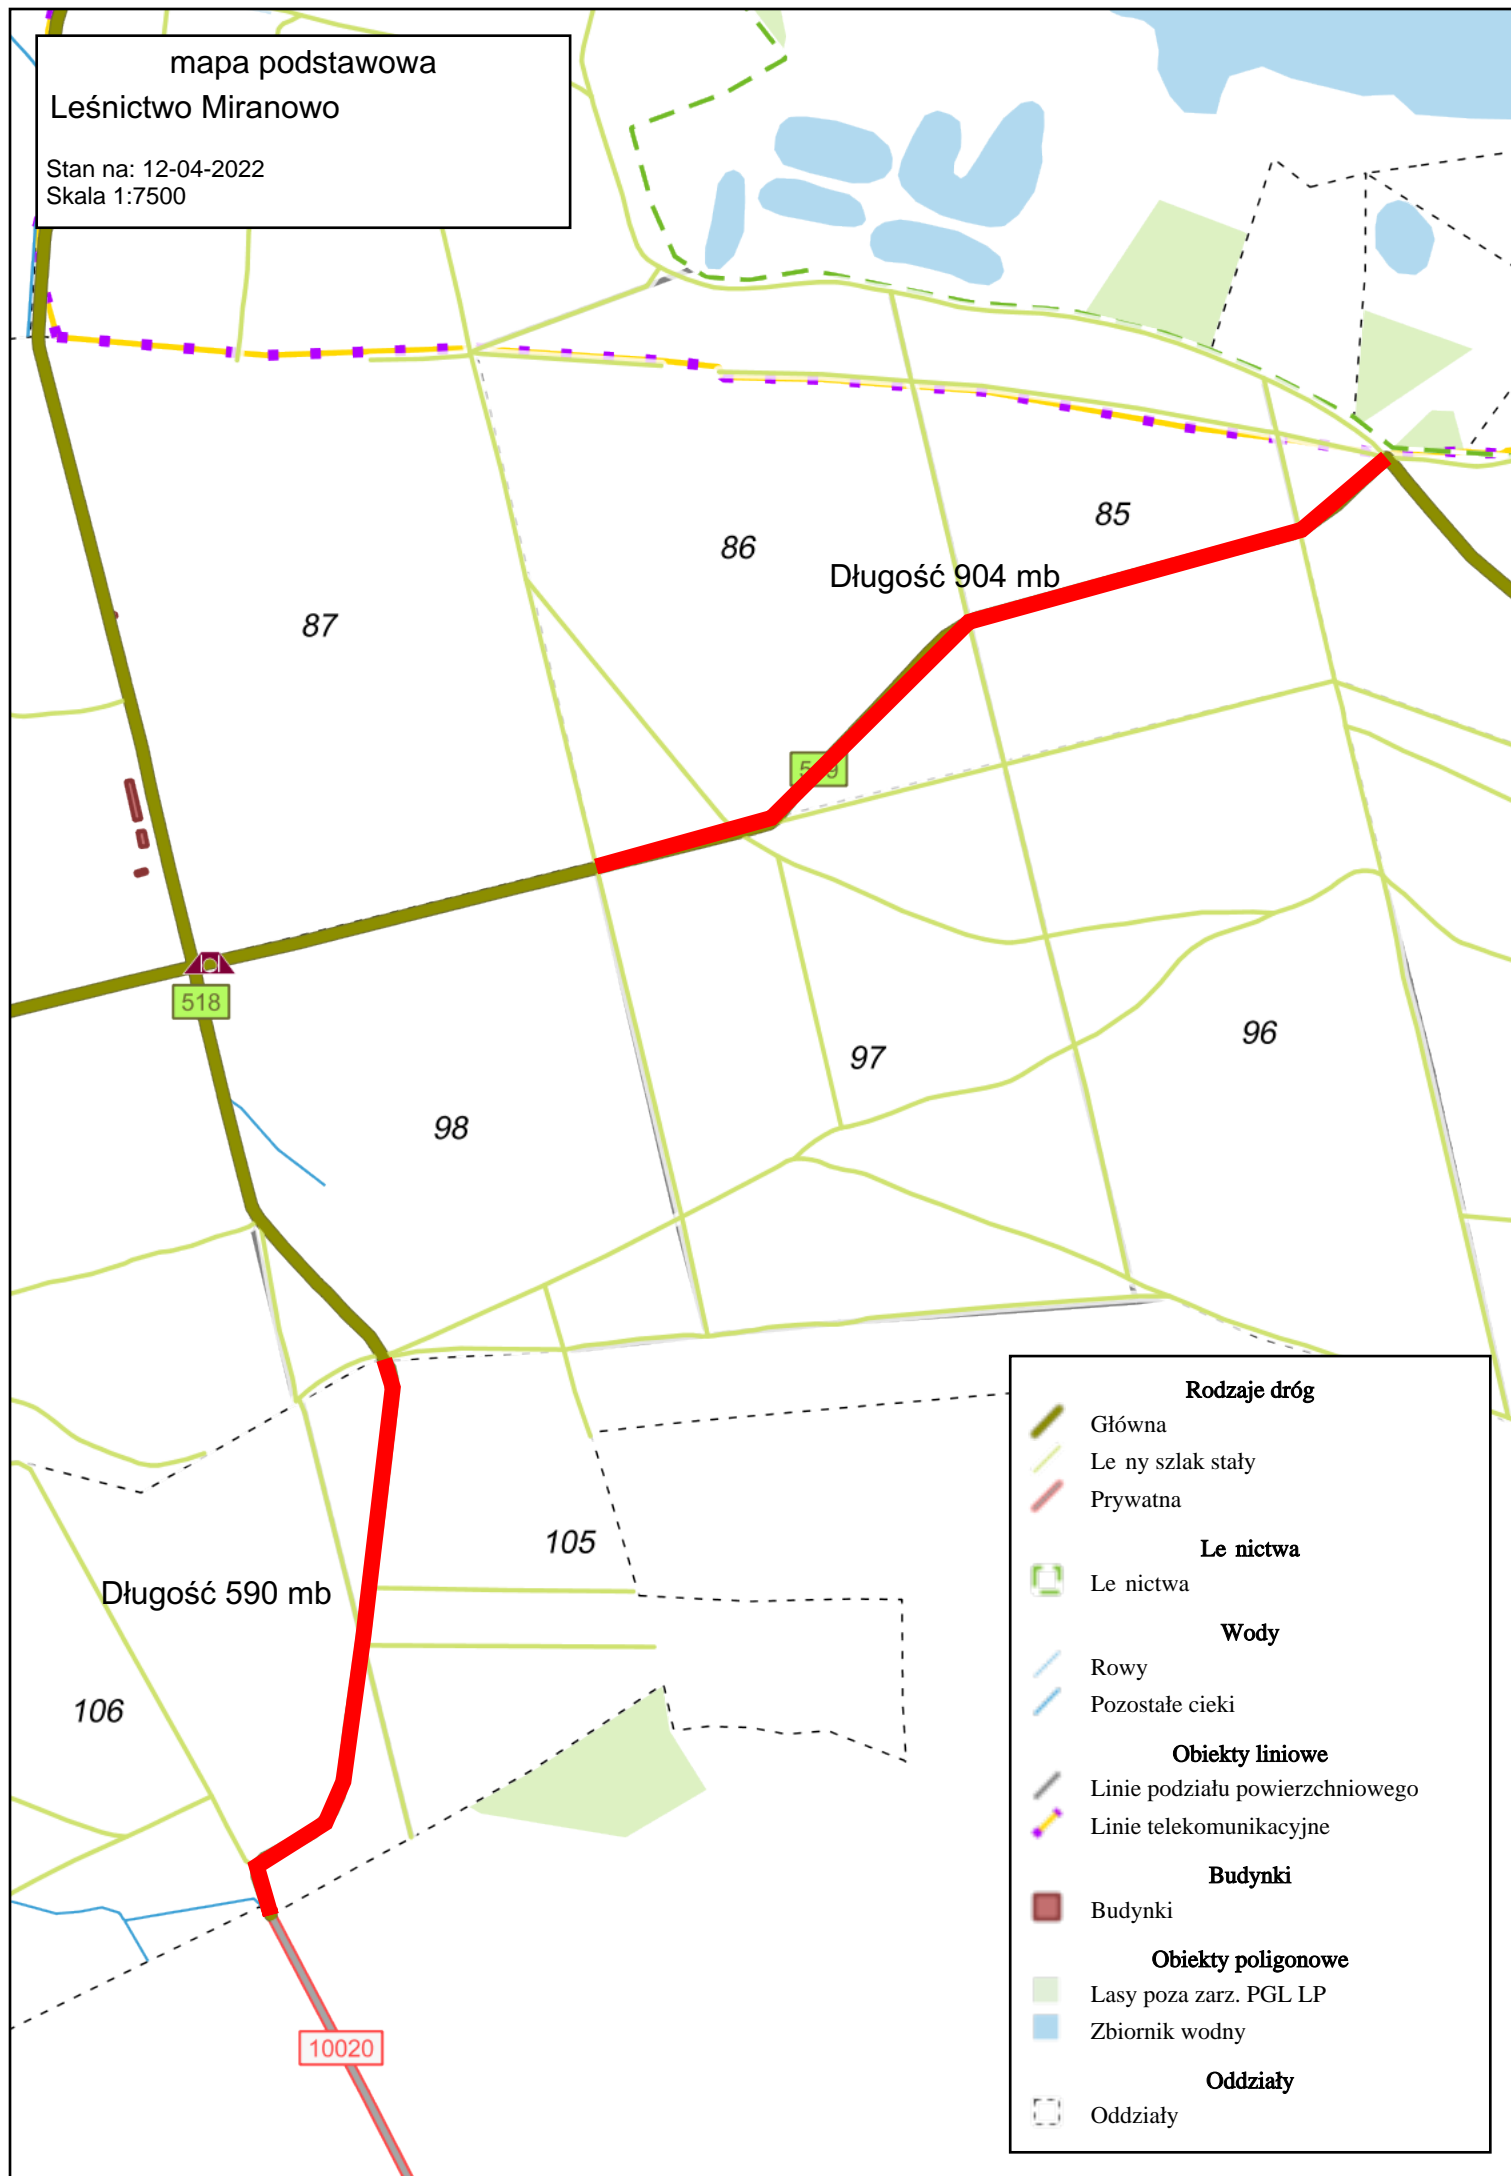 mapa podstawowa
Leśnictwo Miranowo
Stan na: 12-04-2022
Skala 1:7500
85
86
Długość 904 mb
87
518
96
97
98
105
Długość 590 mb
106
10020
Rodzaje dróg
Główna
Le ny szlak stały
Prywatna
Le nictwa
Le nictwa
Wody
Rowy
Pozostałe cieki
Obiekty liniowe
Linie podziału powierzchniowego
Linie telekomunikacyjne
Budynki
Budynki
Obiekty poligonowe
Lasy poza zarz. PGL LP
Zbiornik wodny
Oddziały
Oddziały